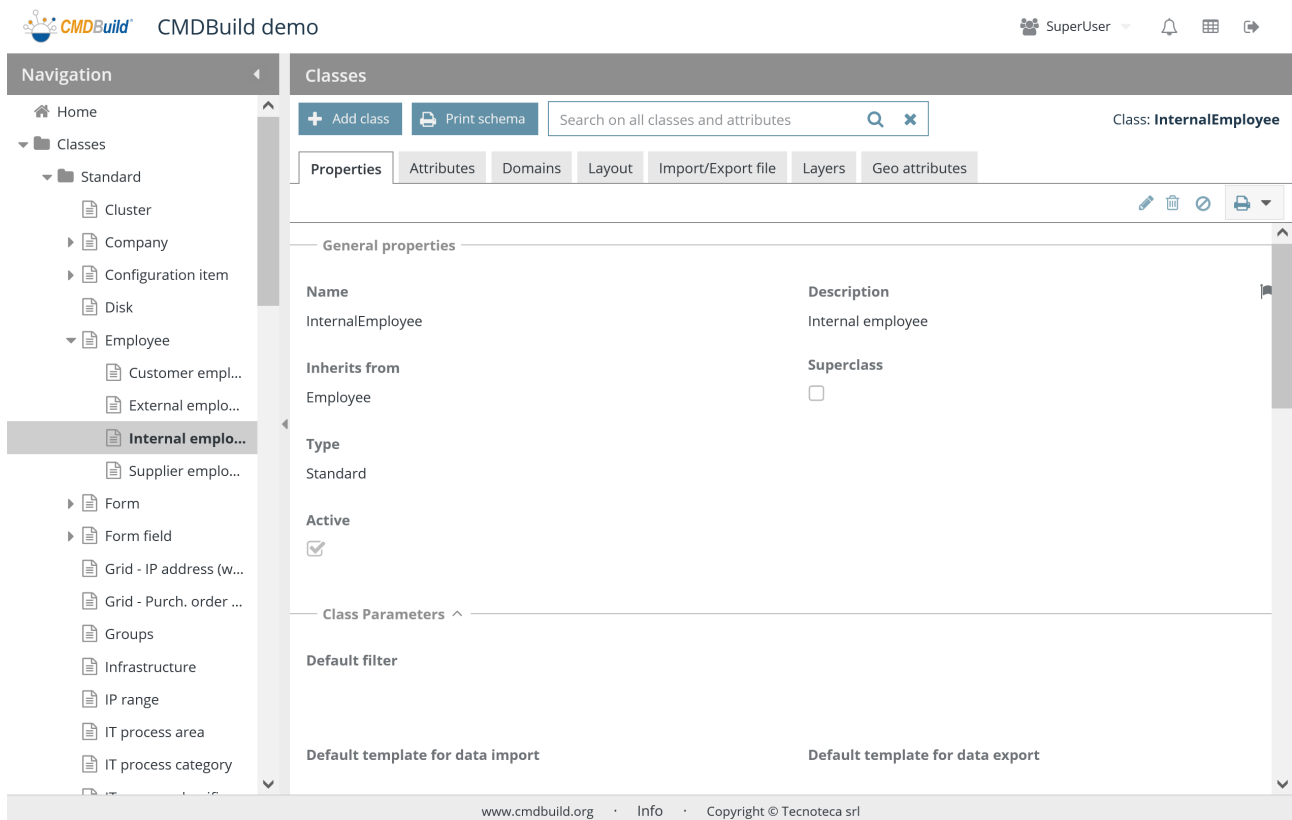 CMDBuild CMDBuild demo SuperUser
Navigation
Classes
Home
Classes
Standard
Cluster
Company
Configuration item
Disk
Employee
Customer empl...
External emplo...
Internal emplo...
Supplier emplo...
Form
Form field
Grid - IP address (w...
Grid - Purch. order ...
Groups
Infrastructure
IP range
IT process area
IT process category
Add class Print schema Search on all classes and attributes Class: InternalEmployee
Properties Attributes Domains Layout Import/Export file Layers Geo attributes
General properties
Name Description
InternalEmployee Internal employee
Inherits from Superclass
Employee
Type
Standard
Active
Class Parameters
Default filter
Default template for data import Default template for data export
www.cmdbuild.org · Info · Copyright © Tecnoteca srl